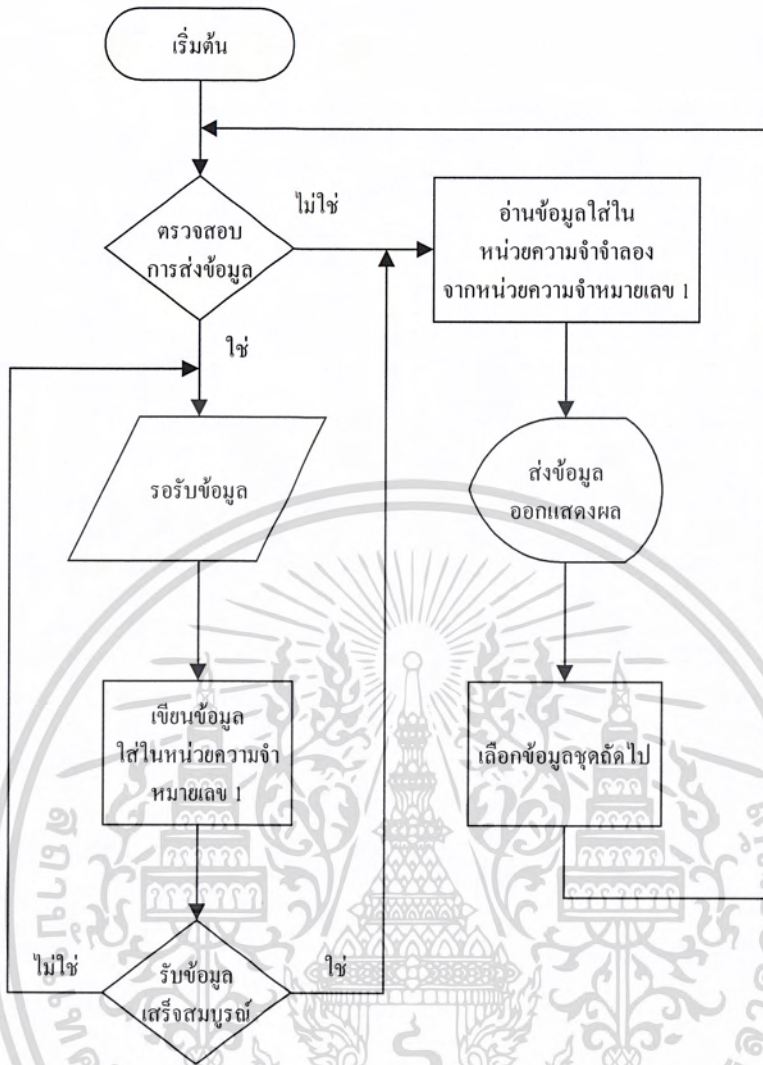 เริ่มต้น
ตรวจสอบ
การส่งข้อมูล
ไม่ใช่
อ่านข้อมูลใส่ใน
หน่วยความจำจำลอง
จากหน่วยความจำหมายเลข 1
ใช่
รอรับข้อมูล
ส่งข้อมูล
ออกแสดงผล
เขียนข้อมูล
ใส่ในหน่วยความจำ
หมายเลข 1
เลือกข้อมูลชุดถัดไป
ไม่ใช่
รับข้อมูล
เสร็จสมบูรณ์
ใช่